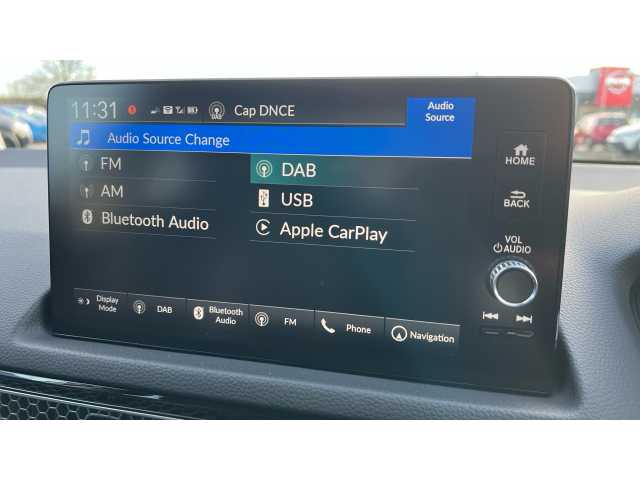 11:31 DAB Cap DNCE Audio Source
Audio Source Change
FM DAB
AM USB
Bluetooth Audio Apple CarPlay
HOME
BACK
VOL
AUDIO
Display Mode DAB Bluetooth Audio FM Phone Navigation